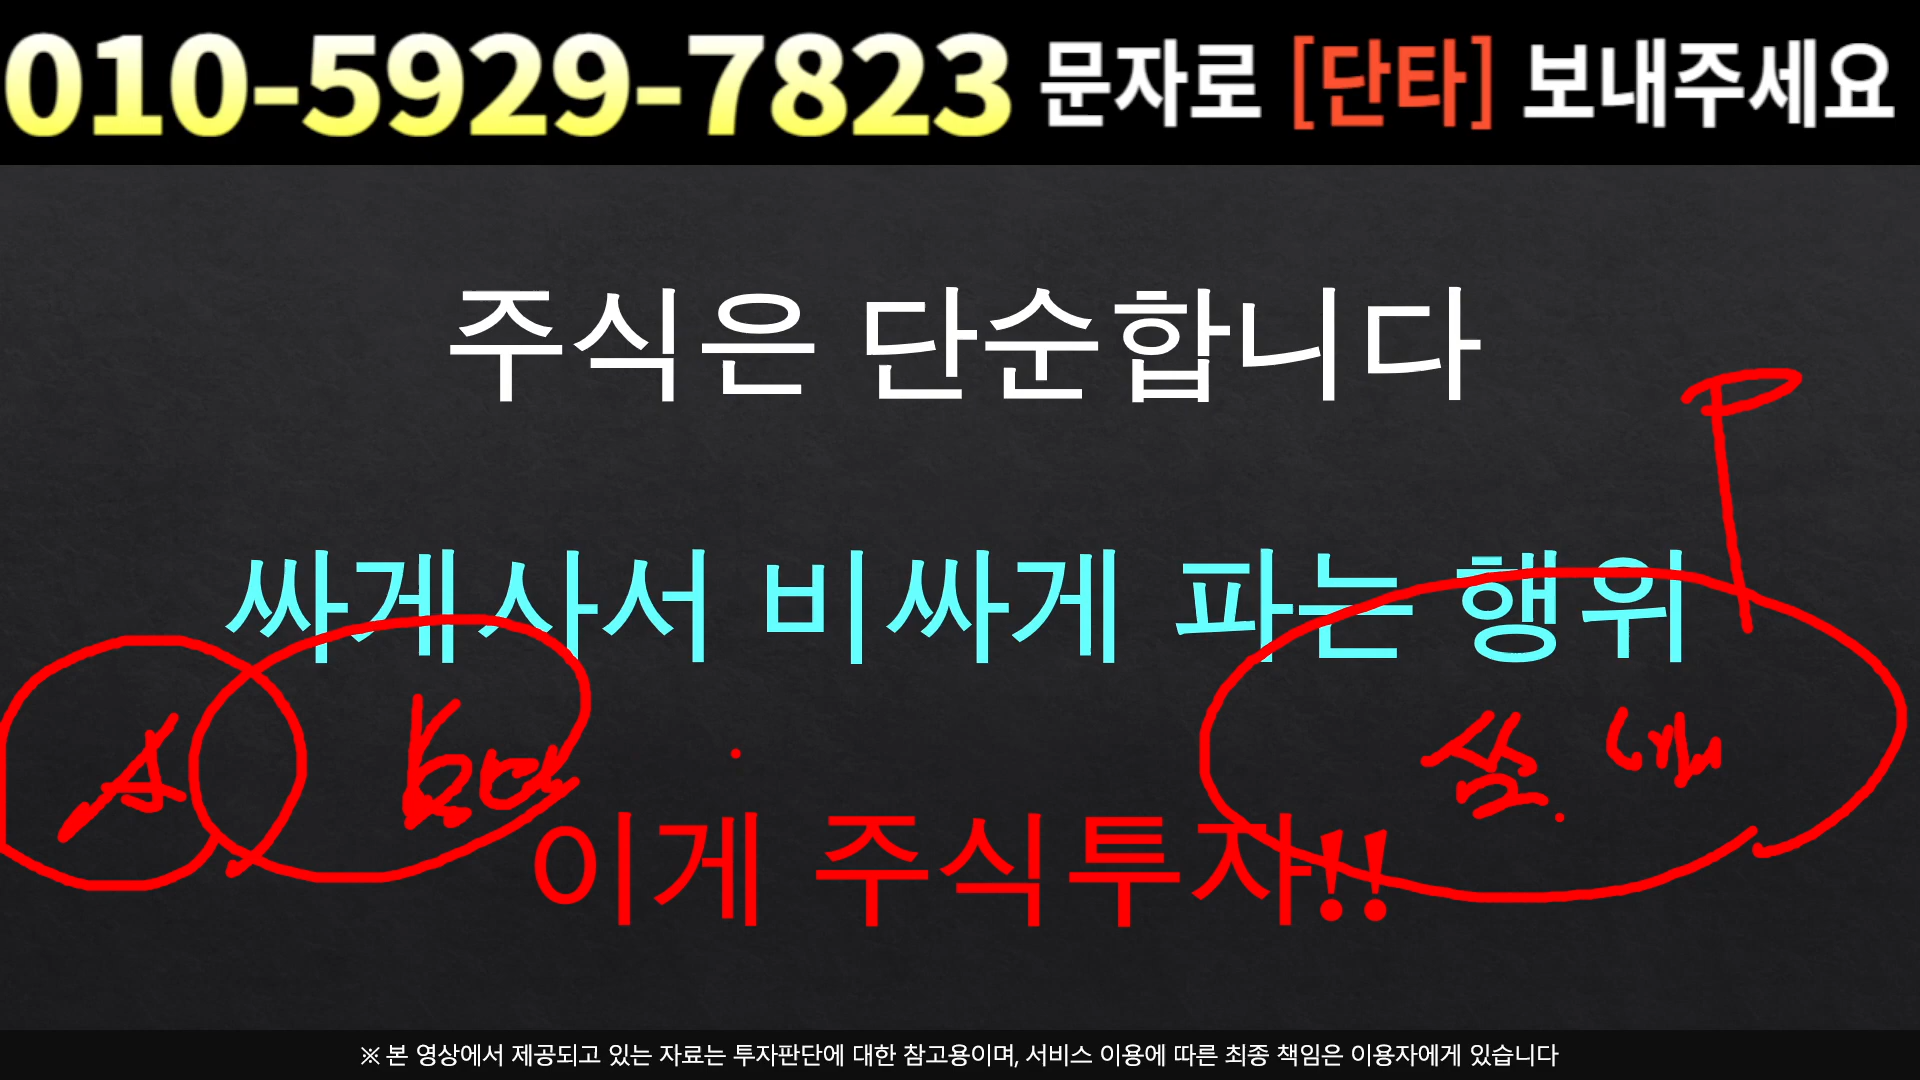 010-5929-7823 문자로 [단타] 보내주세요
주식은 단순합니다
싸게사서 비싸게 파는 행위
이게 주식투자!!
※ 본 영상에서 제공되고 있는 자료는 투자판단에 대한 참고용이며, 서비스 이용에 따른 최종 책임은 이용자에게 있습니다